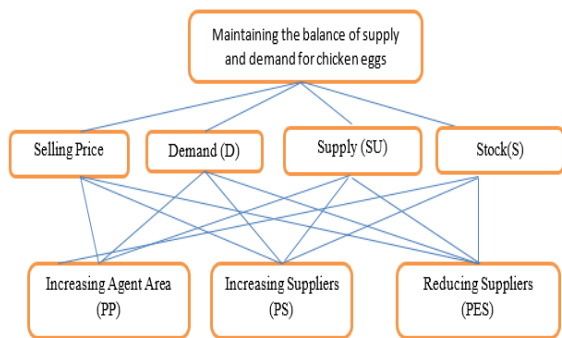 Maintaining the balance of supply
and demand for chicken eggs
Selling Price
Demand (D)
Supply (SU)
Stock(S)
Increasing Agent Area
(PP)
Increasing Suppliers
(PS)
Reducing Suppliers
(PES)